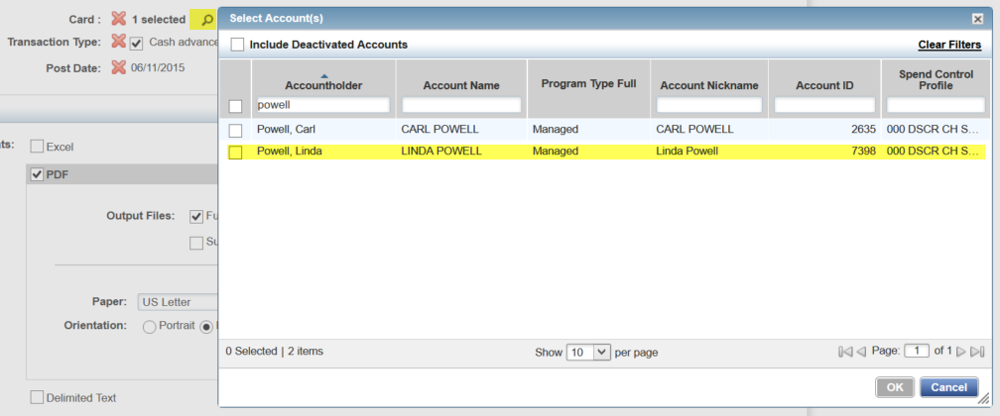 Card : 1 selected
Transaction Type: Cash advance
Post Date: 06/11/2015
Excel
PDF
Output Files:
Paper: US Letter
Orientation: Portrait
Delimited Text
Select Account(s)
Include Deactivated Accounts Clear Filters
Accountholder Account Name Program Type Full Account Nickname Account ID Spend Control Profile
powell
Powell, Carl CARL POWELL Managed CARL POWELL 2635 000 DSCR CH S...
Powell, Linda LINDA POWELL Managed Linda Powell 7398 000 DSCR CH S...
0 Selected | 2 items Show 10 per page Page: 1 of 1
OK Cancel